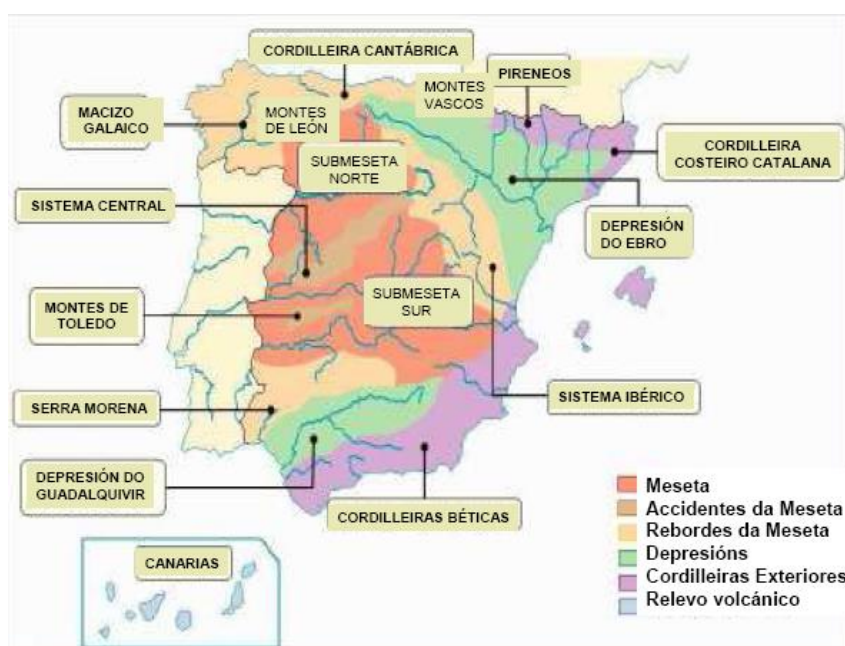 CORDILLEIRA CANTÁBRICA
PIRENEOS
MONTES
VASCOS
MACIZO
GALAICO
MONTES
DE LEÓN
CORDILLEIRA
COSTEIRO CATALANA
SUBMESETA
NORTE
SISTEMA CENTRAL
DEPRESIÓN
DO EBRO
SUBMESETA
SUR
MONTES DE
TOLEDO
SISTEMA IBÉRICO
SERRA MORENA
DEPRESIÓN DO
GUADALQUIVIR
CORDILLEIRAS BÉTICAS
CANARIAS
Meseta
Accidentes da Meseta
Rebordes da Meseta
Depresións
Cordilleiras Exteriores
Relevo volcánico